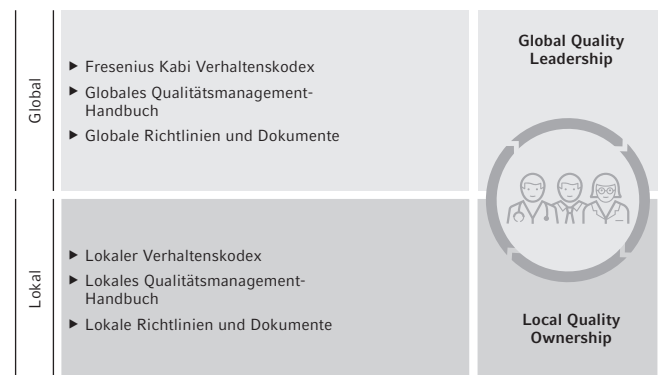 Global
▶ Fresenius Kabi Verhaltenskodex
▶ Globales Qualitätsmanagement-
Handbuch
▶ Globale Richtlinien und Dokumente
Global Quality
Leadership
Lokal
▶ Lokaler Verhaltenskodex
▶ Lokales Qualitätsmanagement-
Handbuch
▶ Lokale Richtlinien und Dokumente
Local Quality
Ownership